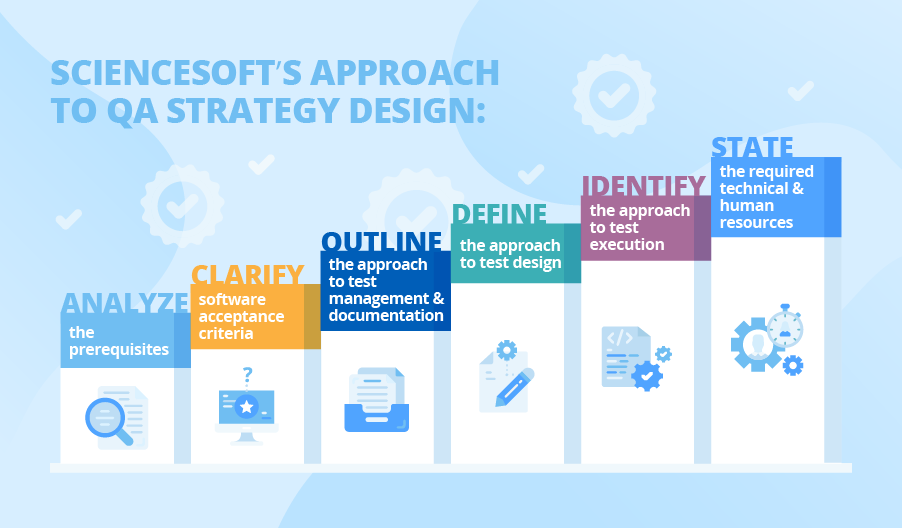 SCIENCESOFT'S APPROACH
TO QA STRATEGY DESIGN:
ANALYZE
the
prerequisites
CLARIFY
software
acceptance
criteria
OUTLINE
the approach
to test
management &
documentation
DEFINE
the approach
to test design
IDENTIFY
the approach
to test
execution
STATE
the required
technical &
human
resources
?